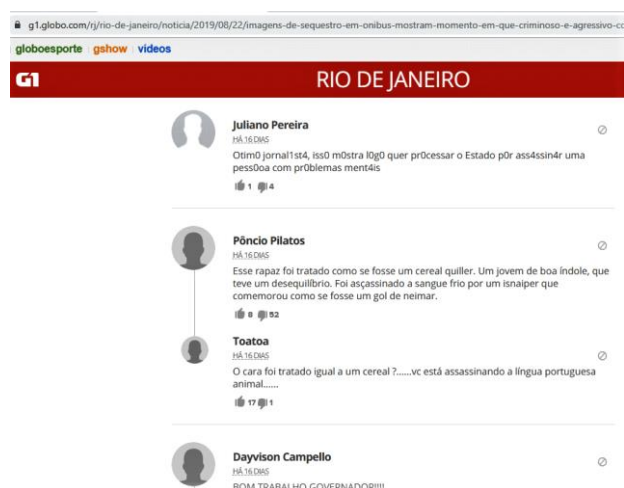 g1.globo.com/rj/rio-de-janeiro/noticia/2019/08/22/imagens-de-sequestro-em-onibus-mostram-momento-em-que-criminoso-e-agressivo-co
globoesporte gshow videos
G1 RIO DE JANEIRO
Juliano Pereira
HÁ 16 DIAS
Otim0 jornal1st4, iss0 m0stra l0g0 quer pr0cessar o Estado p0r ass4ssin4r uma
pess0oa com pr0blemas ment4is
1 4
Pôncio Pilatos
HÁ 16 DIAS
Esse rapaz foi tratado como se fosse um cereal quiller. Um jovem de boa índole, que
teve um desequilíbrio. Foi asçassinado a sangue frio por um isnaiper que
comemorou como se fosse um gol de neimar.
8 52
Toatoa
HÁ 16 DIAS
O cara foi tratado igual a um cereal ?......vc está assassinando a língua portuguesa
animal......
17 1
Dayvison Campello
HÁ 16 DIAS
BOM TRABALHO GOVERNADOR!!!!